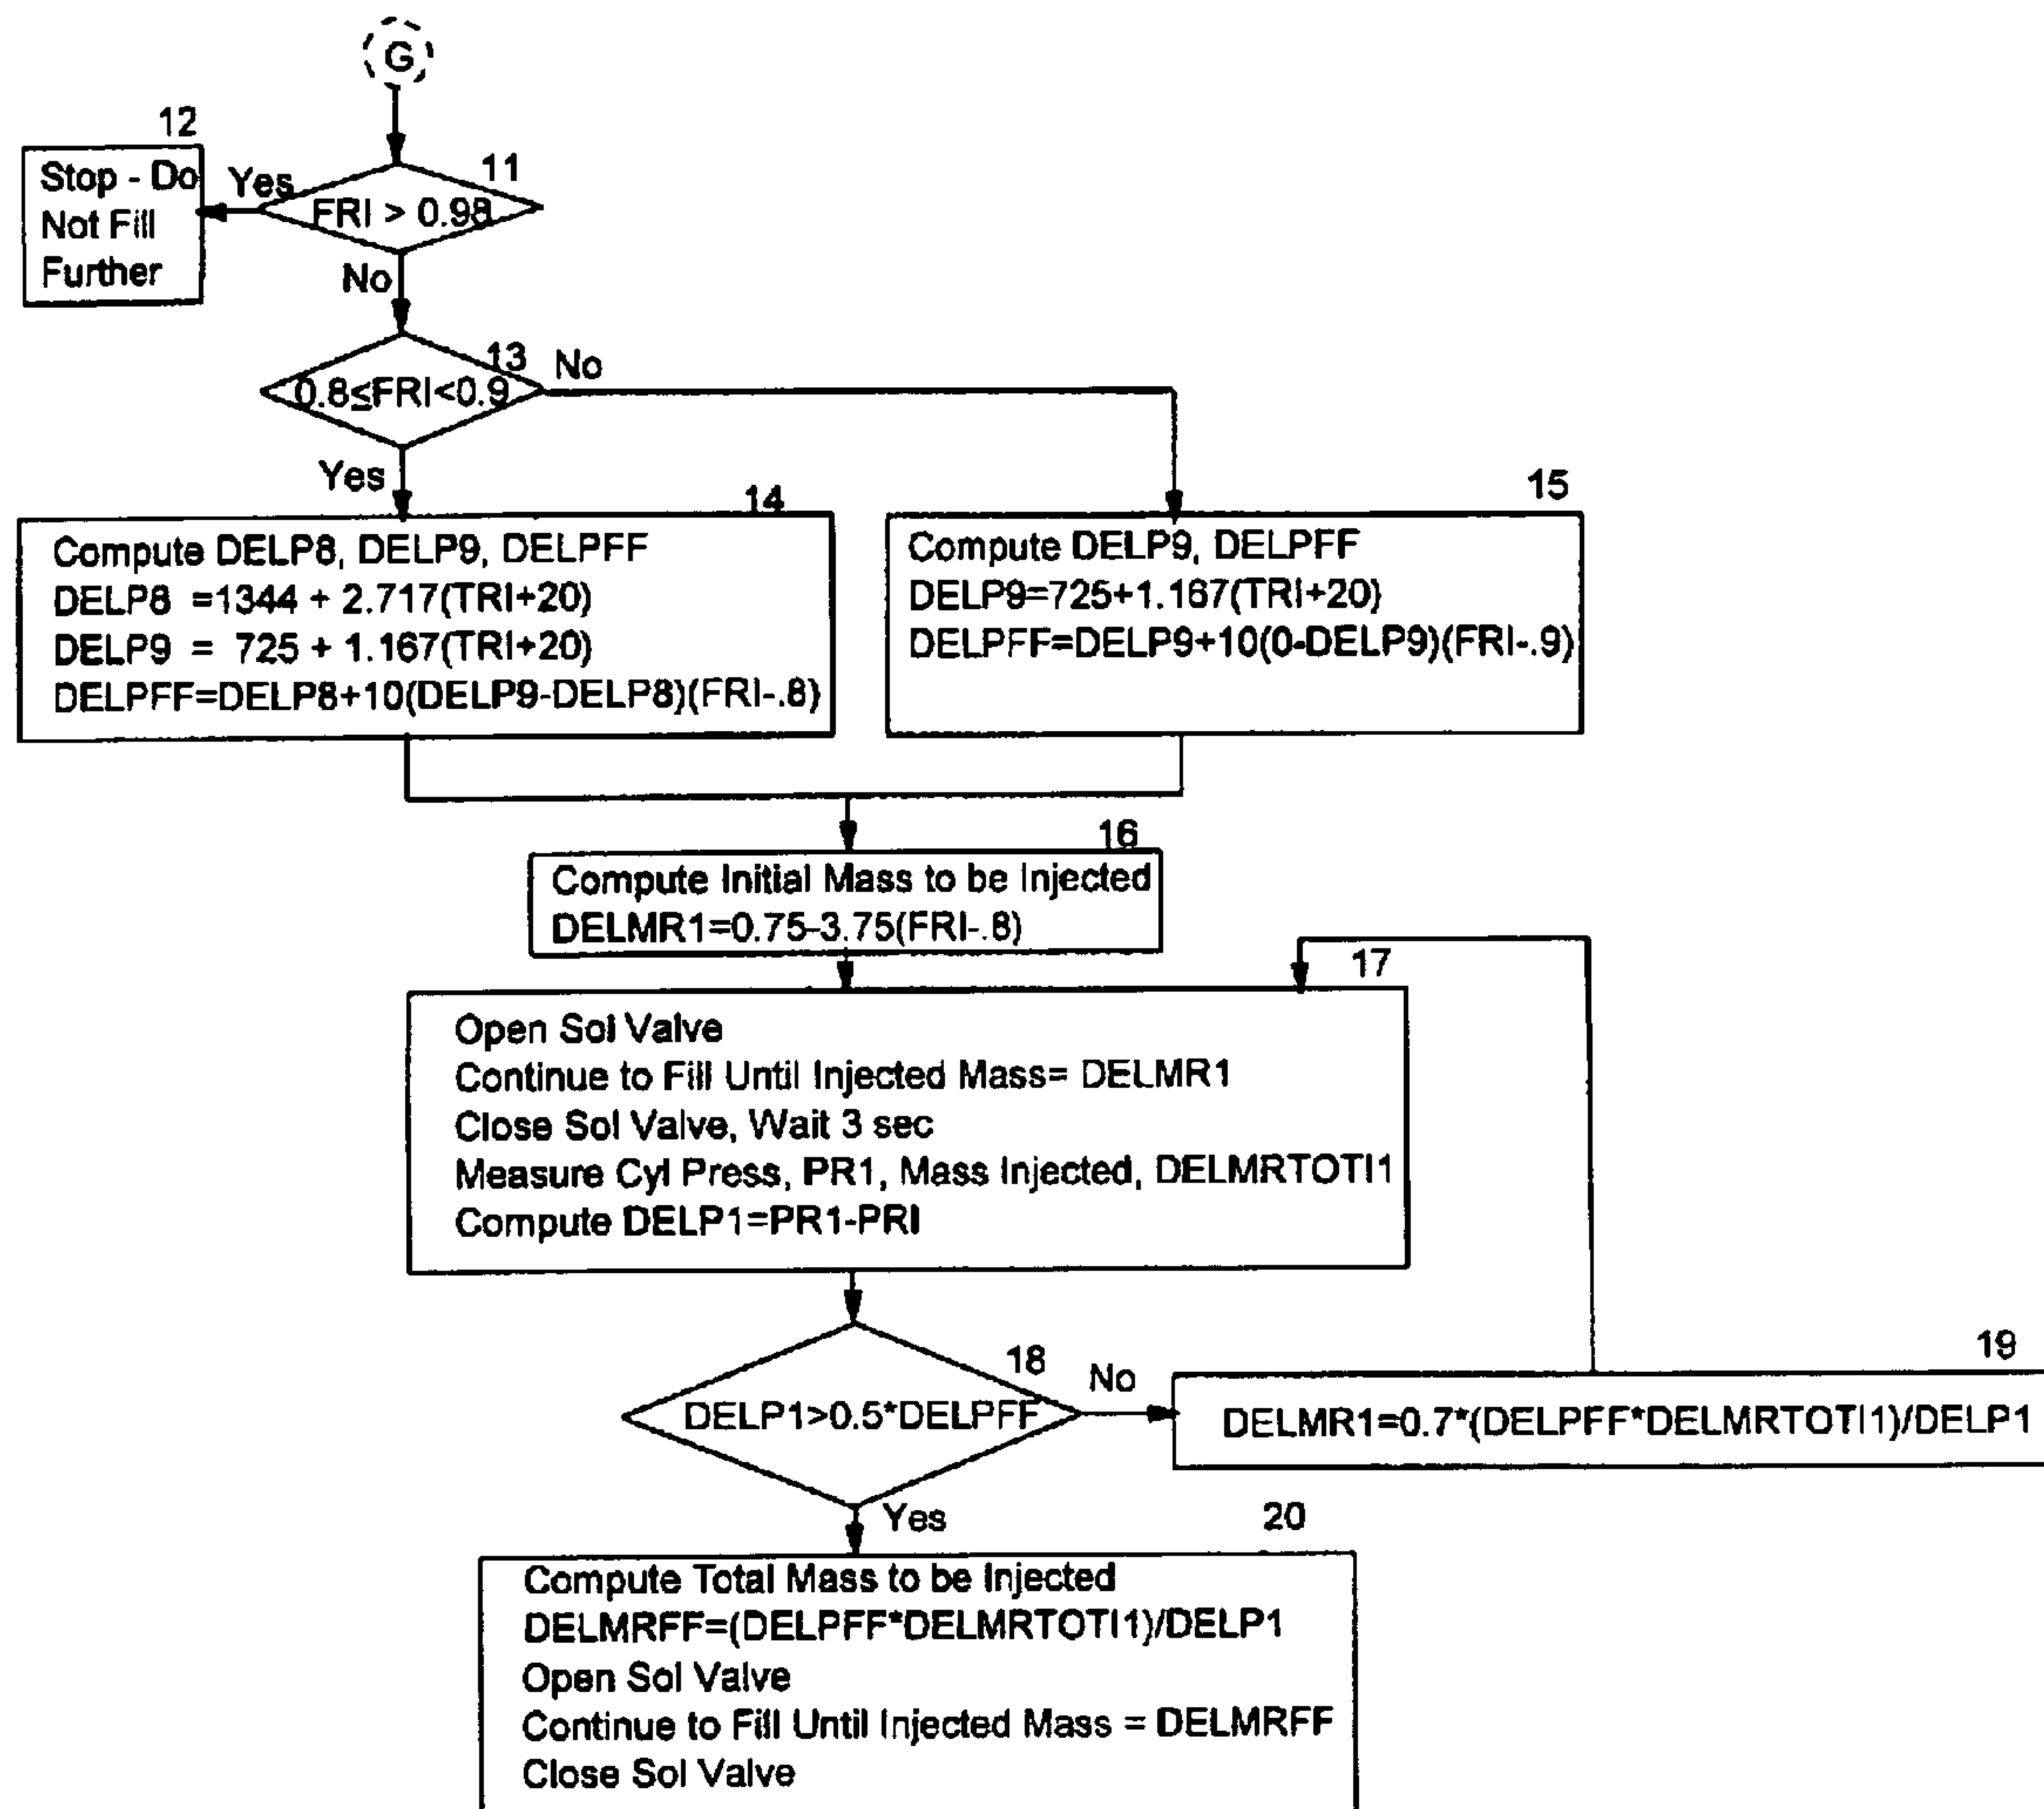 G
12
Stop - Do
Not Fill
Further
Yes
11
FRI > 0.98
No
13
0.8≤FRI<0.9
No
Yes
14
Compute DELP8, DELP9, DELPFF
DELP8 =1344 + 2.717(TRI+20)
DELP9 = 725 + 1.167(TRI+20)
DELPFF=DELP8+10(DELP9-DELP8)(FRI-.8)
15
Compute DELP9, DELPFF
DELP9=725+1.167(TRI+20)
DELPFF=DELP9+10(0-DELP9)(FRI-.9)
16
Compute Initial Mass to be Injected
DELMR1=0.75-3.75(FRI-.8)
17
Open Sol Valve
Continue to Fill Until Injected Mass= DELMR1
Close Sol Valve, Wait 3 sec
Measure Cyl Press, PR1, Mass Injected, DELMRTOTI1
Compute DELP1=PR1-PRI
18
DELP1>0.5*DELPFF
No
19
DELMR1=0.7*(DELPFF*DELMRTOTI1)/DELP1
Yes
20
Compute Total Mass to be Injected
DELMRFF=(DELPFF*DELMRTOTI1)/DELP1
Open Sol Valve
Continue to Fill Until Injected Mass = DELMRFF
Close Sol Valve